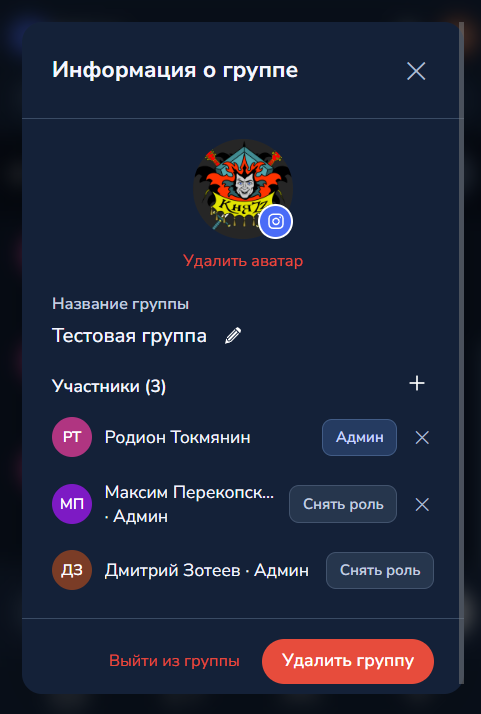 Информация о группе
КняZz
Удалить аватар
Название группы
Тестовая группа
Участники (3)
РТ
Родион Токмянин
Админ
МП
Максим Перекопск...
· Админ
Снять роль
ДЗ
Дмитрий Зотеев · Админ
Снять роль
Выйти из группы
Удалить группу